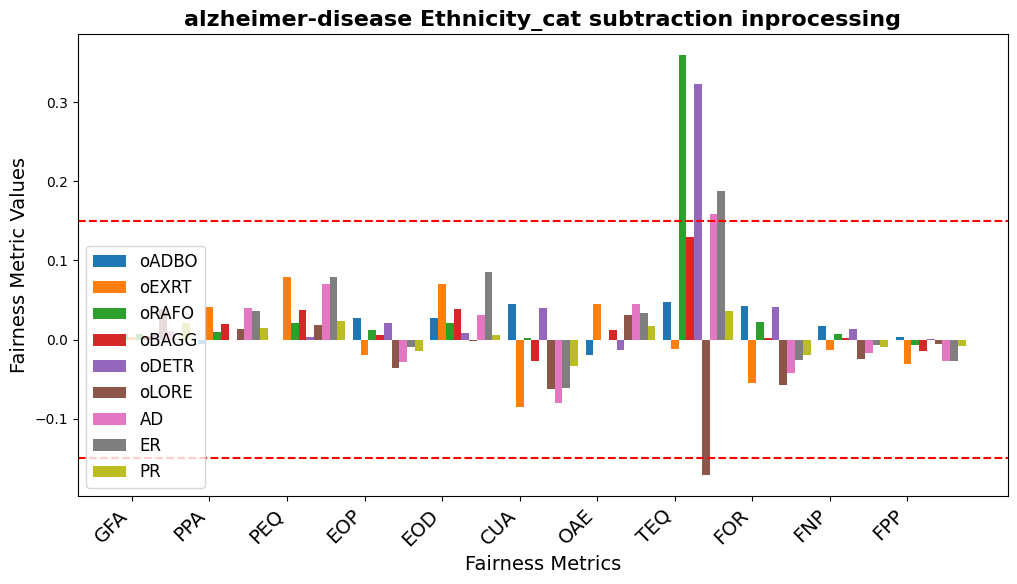 alzheimer-disease Ethnicity_cat subtraction inprocessing
Fairness Metric Values
0.3
0.2
0.1
0.0
−0.1
oADBO
oEXRT
oRAFO
oBAGG
oDETR
oLORE
AD
ER
PR
GFA
PPA
PEQ
EOP
EOD
CUA
OAE
TEQ
FOR
FNP
FPP
Fairness Metrics